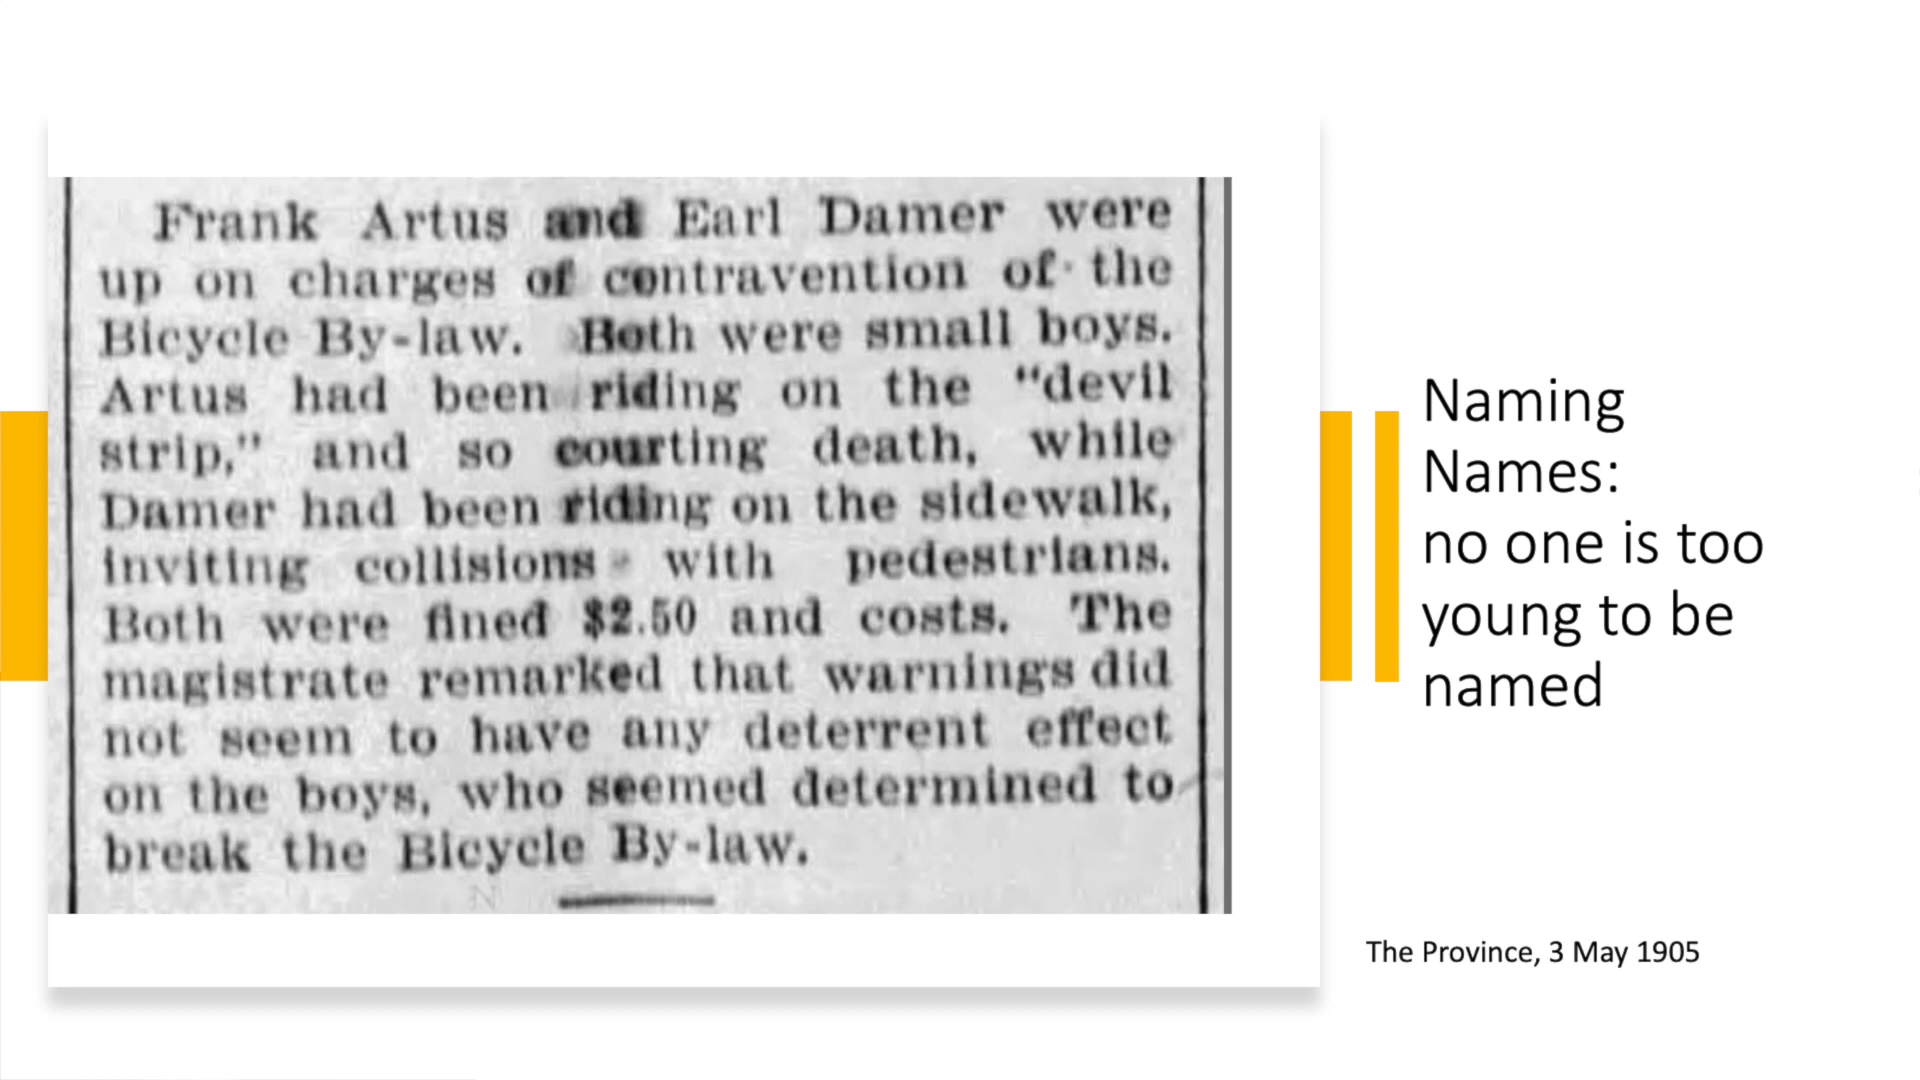 Frank Artus and Earl Damer were
up on charges of contravention of the
Bicycle By-law. Both were small boys.
Artus had been riding on the "devil
strip," and so courting death, while
Damer had been riding on the sidewalk,
inviting collisions with pedestrians.
Both were fined $2.50 and costs. The
magistrate remarked that warnings did
not seem to have any deterrent effect
on the boys, who seemed determined to
break the Bicycle By-law.
Naming
Names:
no one is too
young to be
named
The Province, 3 May 1905